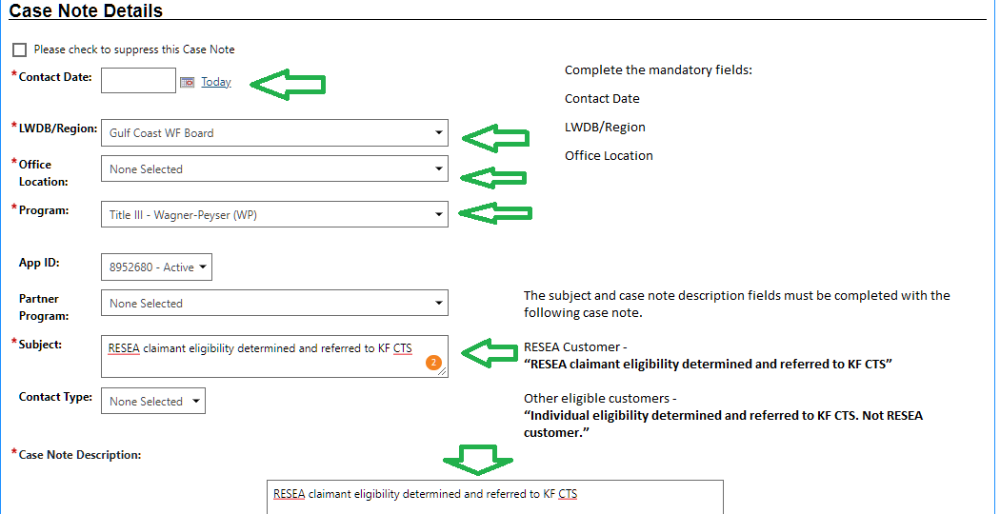 Case Note Details
Please check to suppress this Case Note
*Contact Date:
Today
Complete the mandatory fields:
Contact Date
*LWDB/Region:
Gulf Coast WF Board
LWDB/Region
*Office
Location:
None Selected
Office Location
*Program:
Title III - Wagner-Peyser (WP)
App ID:
8952680 - Active
Partner
Program:
None Selected
The subject and case note description fields must be completed with the
following case note.
*Subject:
RESEA claimant eligibility determined and referred to KF CTS
2
RESEA Customer -
“RESEA claimant eligibility determined and referred to KF CTS”
Contact Type:
None Selected
Other eligible customers -
“Individual eligibility determined and referred to KF CTS. Not RESEA
customer.”
*Case Note Description:
RESEA claimant eligibility determined and referred to KF CTS